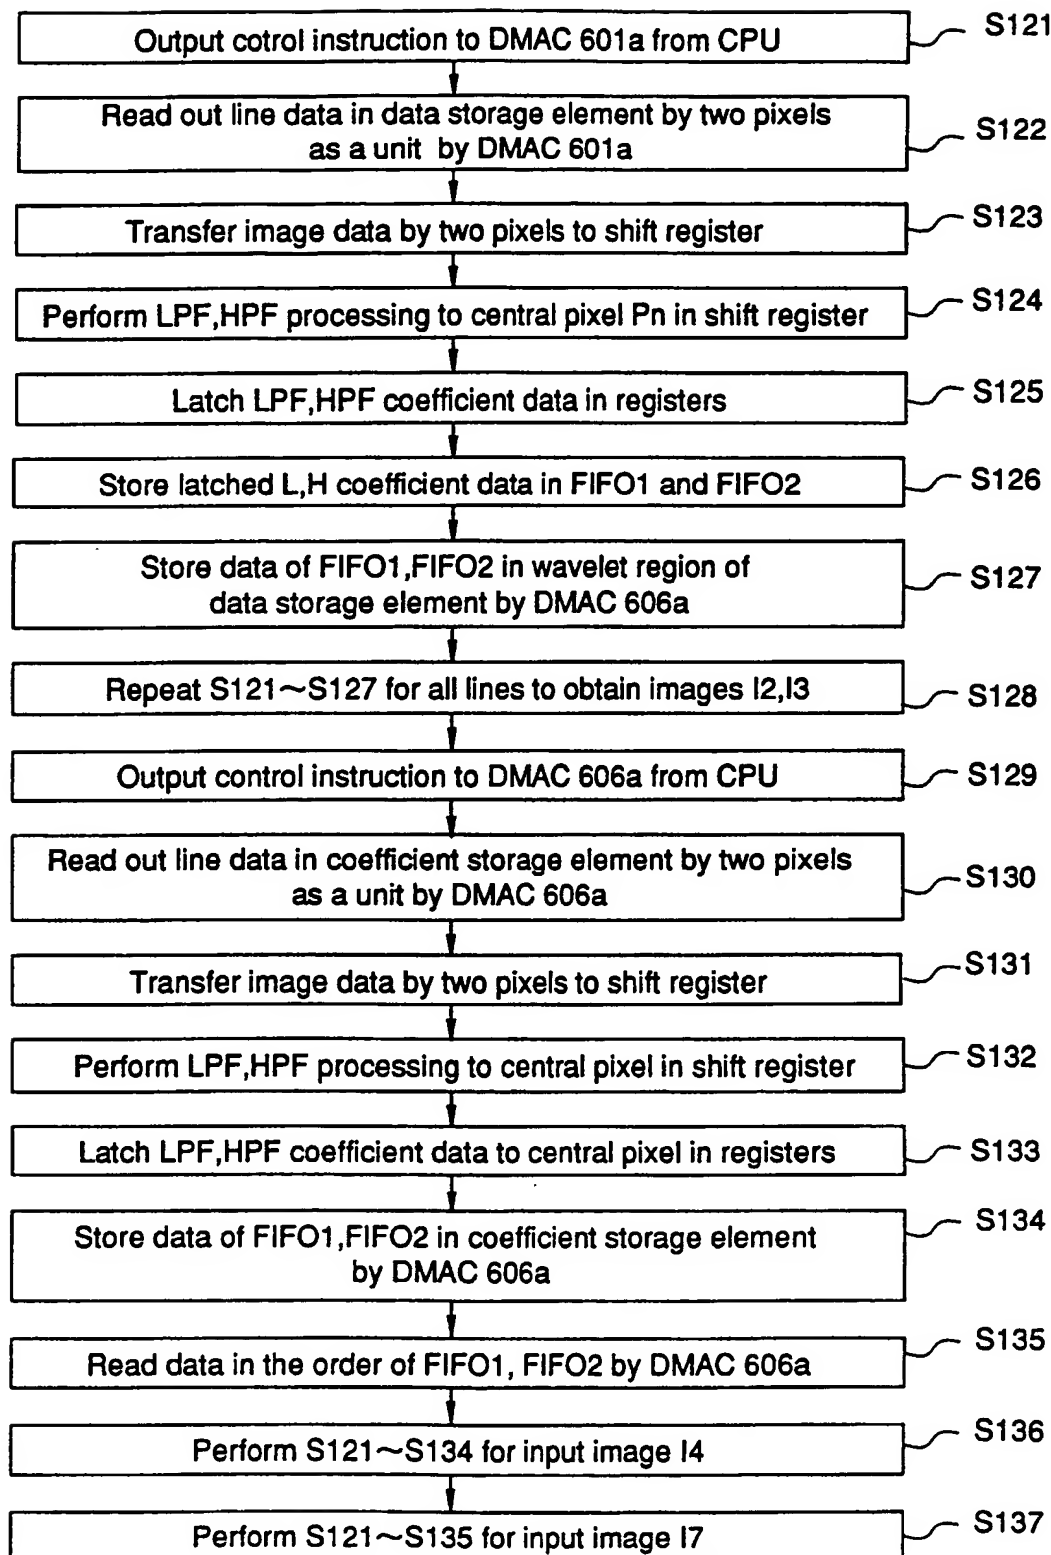 Output cotrol instruction to DMAC 601a from CPU
S121
Read out line data in data storage element by two pixels
as a unit by DMAC 601a
S122
Transfer image data by two pixels to shift register
S123
Perform LPF,HPF processing to central pixel Pn in shift register
S124
Latch LPF,HPF coefficient data in registers
S125
Store latched L,H coefficient data in FIFO1 and FIFO2
S126
Store data of FIFO1,FIFO2 in wavelet region of
data storage element by DMAC 606a
S127
Repeat S121~S127 for all lines to obtain images I2,I3
S128
Output control instruction to DMAC 606a from CPU
S129
Read out line data in coefficient storage element by two pixels
as a unit by DMAC 606a
S130
Transfer image data by two pixels to shift register
S131
Perform LPF,HPF processing to central pixel in shift register
S132
Latch LPF,HPF coefficient data to central pixel in registers
S133
Store data of FIFO1,FIFO2 in coefficient storage element
by DMAC 606a
S134
Read data in the order of FIFO1, FIFO2 by DMAC 606a
S135
Perform S121~S134 for input image I4
S136
Perform S121~S135 for input image I7
S137